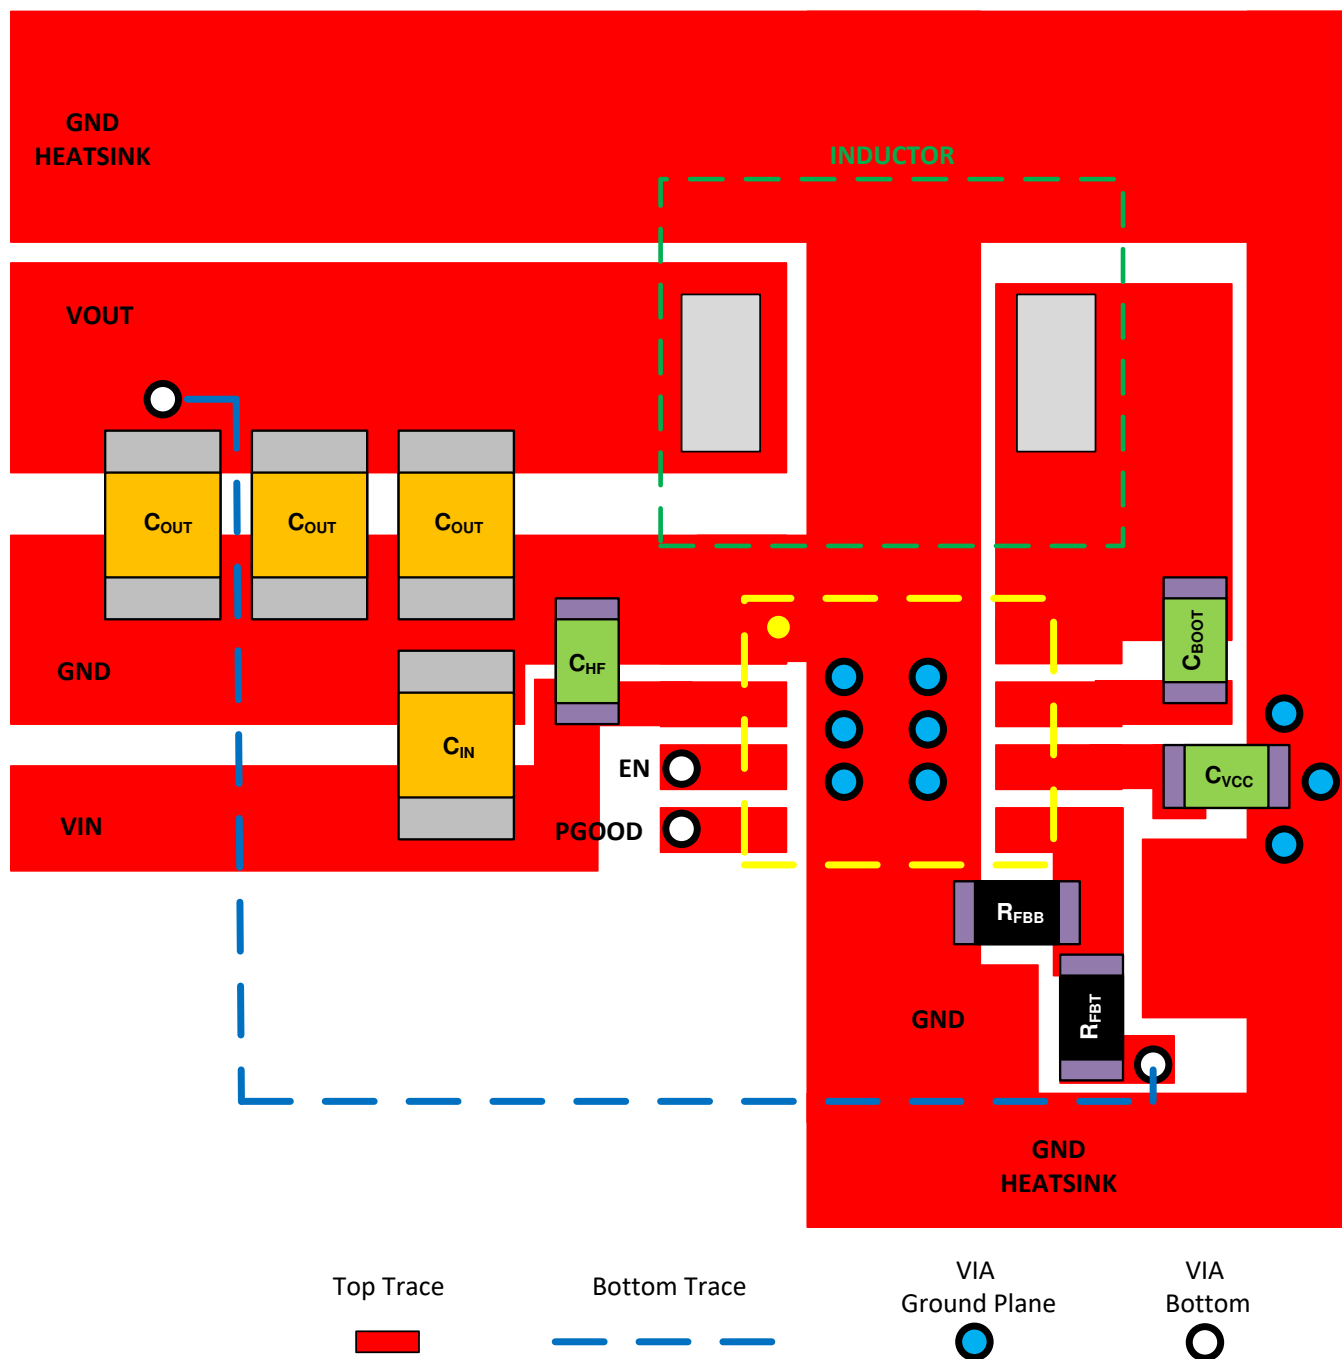 GND
HEATSINK
INDUCTOR
VOUT
COUT
COUT
COUT
GND
CHF
CBOOT
CIN
EN
CVCC
VIN
PGOOD
RFBB
GND
RFBT
GND
HEATSINK
Top Trace
Bottom Trace
VIA
Ground Plane
VIA
Bottom